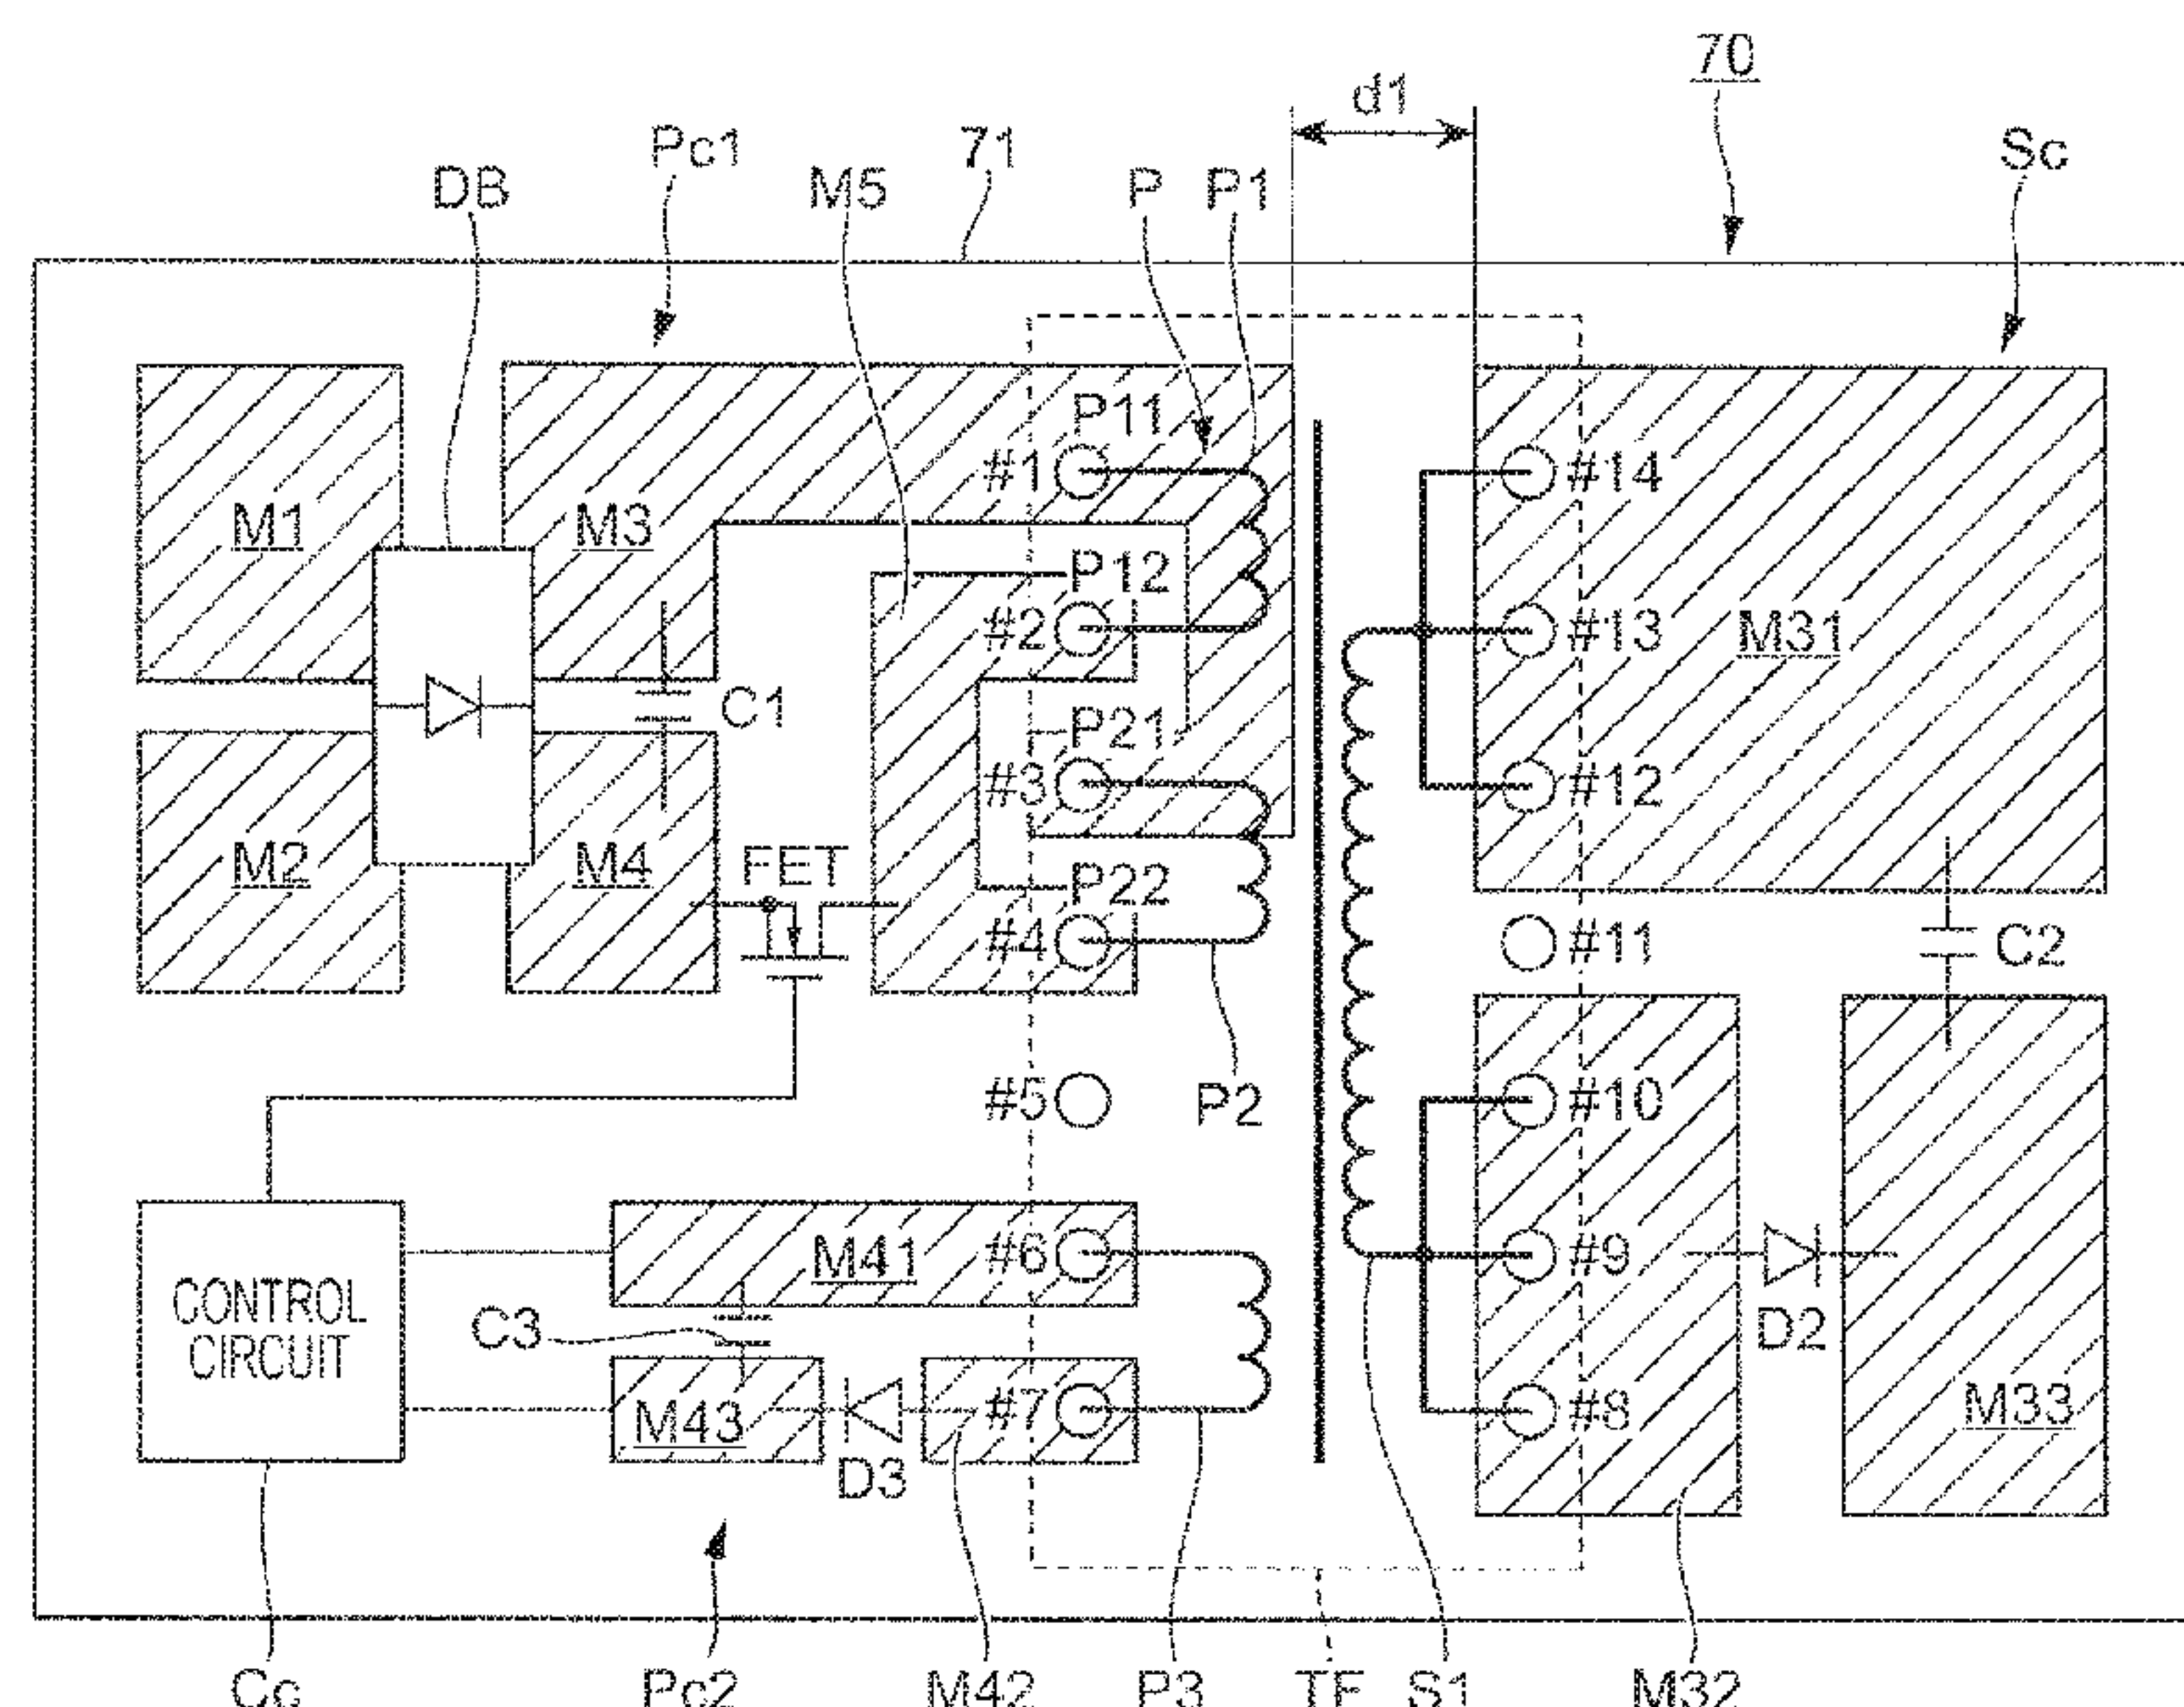 70
d1
Pc1
71
Sc
DB
M5
P
P1
P11
#1
#14
M1
M3
P12
#2
#13
M31
C1
P21
#3
#12
M2
M4
FET
P22
#4
#11
C2
#5
P2
#10
M41
#6
#9
CONTROL
CIRCUIT
C3
D2
M43
#7
#8
M33
D3
Cc
Pc2
M42
P3
TF
S1
M32